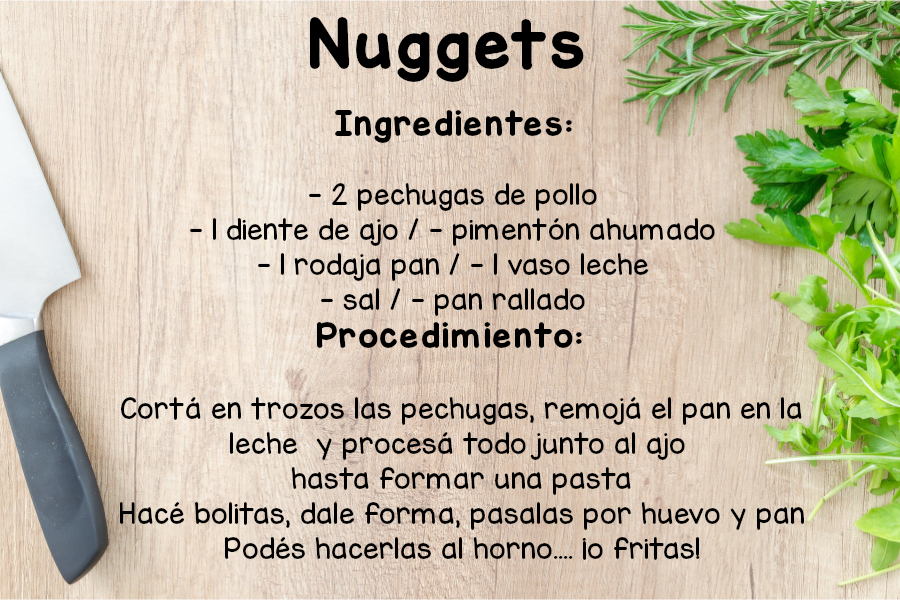 Nuggets
Ingredientes:
- 2 pechugas de pollo
- 1 diente de ajo / - pimentón ahumado
- 1 rodaja pan / - 1 vaso leche
- sal / - pan rallado
Procedimiento:
Cortá en trozos las pechugas, remojá el pan en la
leche y procesá todo junto al ajo
hasta formar una pasta
Hacé bolitas, dale forma, pasalas por huevo y pan
Podés hacerlas al horno.... ¡o fritas!